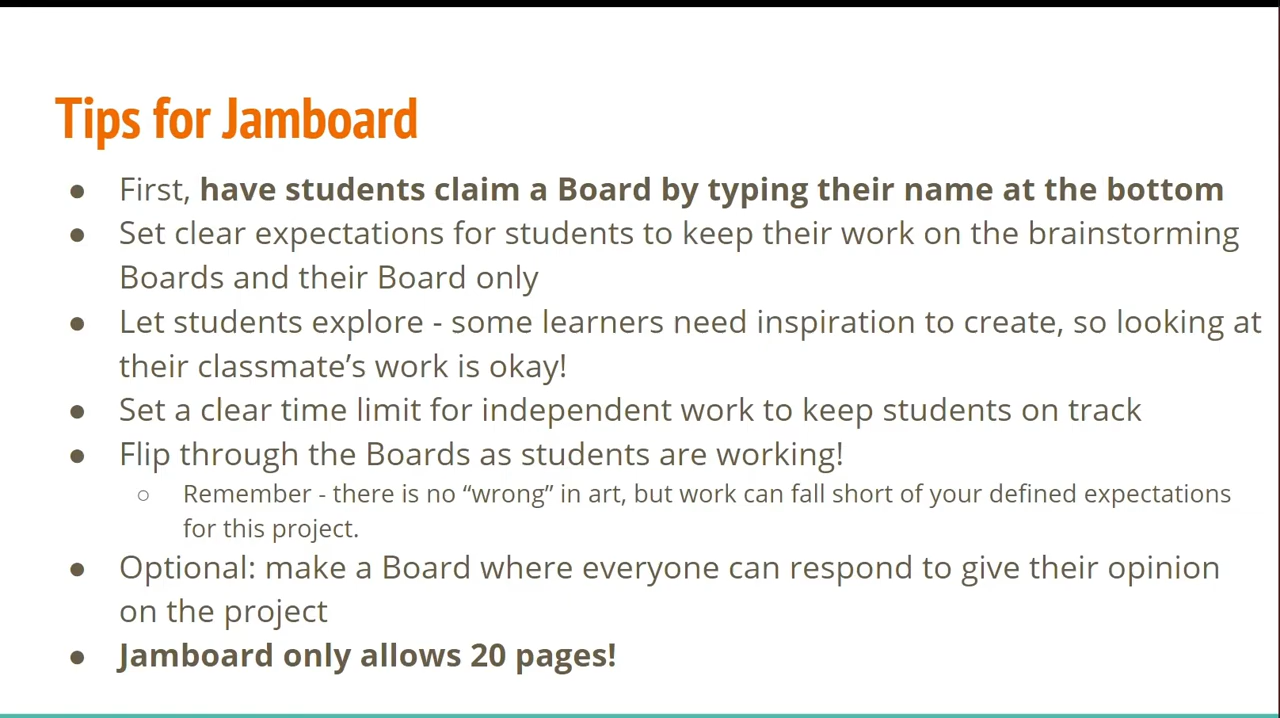 Tips for Jamboard
● First, have students claim a Board by typing their name at the bottom
● Set clear expectations for students to keep their work on the brainstorming
Boards and their Board only
● Let students explore - some learners need inspiration to create, so looking at
their classmate’s work is okay!
● Set a clear time limit for independent work to keep students on track
● Flip through the Boards as students are working!
○ Remember - there is no “wrong” in art, but work can fall short of your defined expectations
for this project.
● Optional: make a Board where everyone can respond to give their opinion
on the project
● Jamboard only allows 20 pages!